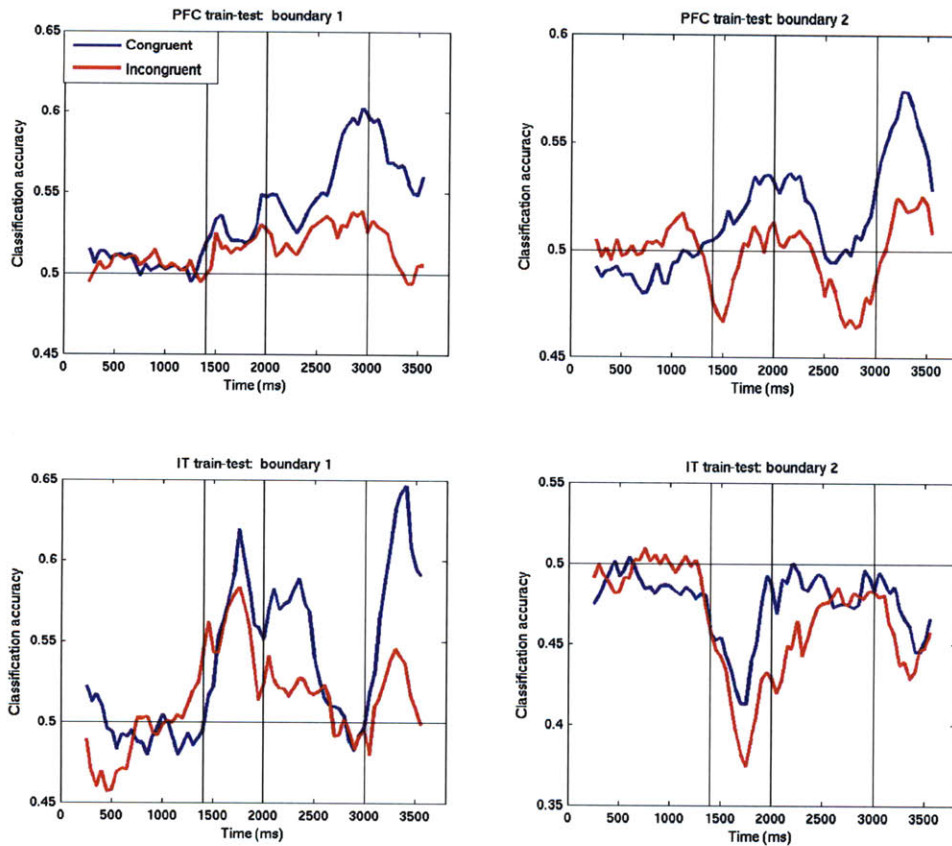 PFC train-test: boundary 1
0.65
0.6
0.55
0.5
0.45
Classification accuracy
Congruent
Incongruent
0 500 1000 1500 2000 2500 3000 3500
Time (ms)
PFC train-test: boundary 2
0.6
0.55
0.5
0.45
Classification accuracy
0 500 1000 1500 2000 2500 3000 3500
Time (ms)
IT train-test: boundary 1
0.65
0.6
0.55
0.5
0.45
Classification accuracy
0 500 1000 1500 2000 2500 3000 3500
Time (ms)
IT train-test: boundary 2
0.55
0.5
0.45
0.4
0.35
Classification accuracy
0 500 1000 1500 2000 2500 3000 3500
Time (ms)